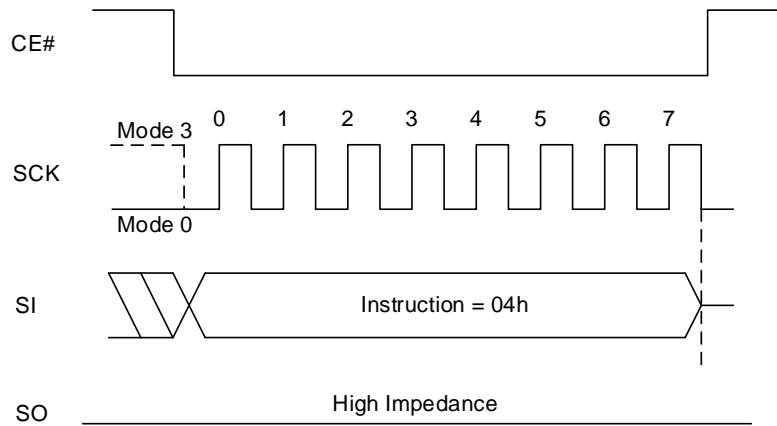 CE#
0 1 2 3 4 5 6 7
Mode 3
SCK
Mode 0
SI
Instruction = 04h
High Impedance
SO